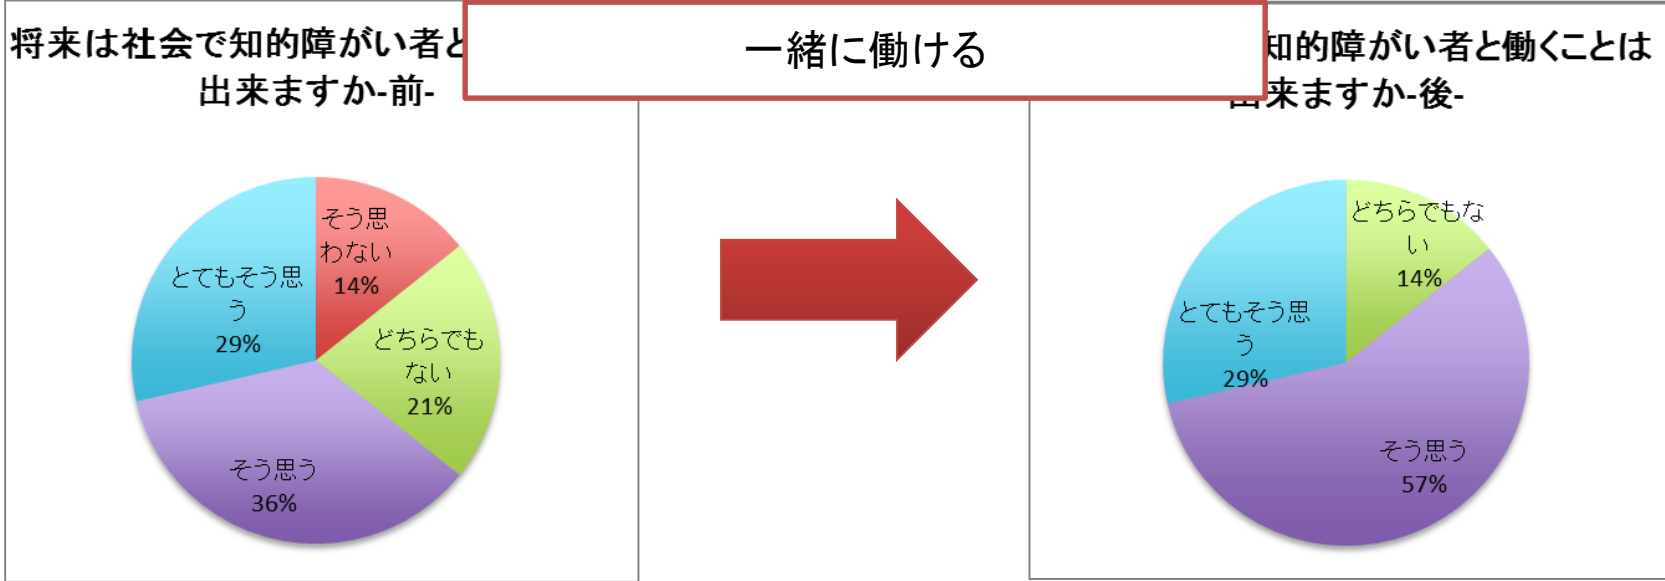 一緒に働ける
将来は社会で知的障がい者と
出来ますか-前-
そう思
わない
14%
どちらでも
ない
21%
そう思う
36%
とてもそう思
う
29%
知的障がい者と働くことは
出来ますか-後-
どちらでもな
い
14%
そう思う
57%
とてもそう思
う
29%